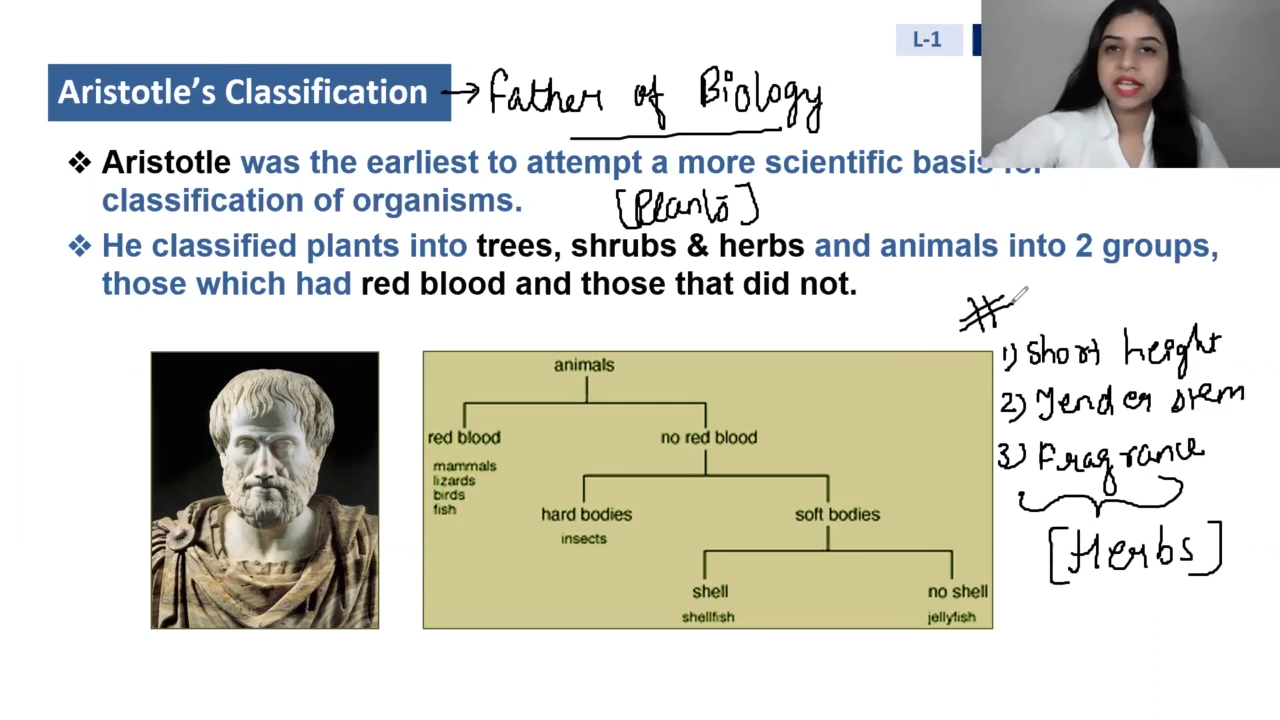 L-1
Aristotle's Classification → Father of Biology
❖ Aristotle was the earliest to attempt a more scientific basis for
classification of organisms. [Plants]
❖ He classified plants into trees, shrubs & herbs and animals into 2 groups,
those which had red blood and those that did not.
#
1) Short height
2) Tender stem
3) Fragrance
[Herbs]
animals
red blood
no red blood
mammals
lizards
birds
fish
hard bodies
soft bodies
insects
shell
no shell
shellfish
jellyfish